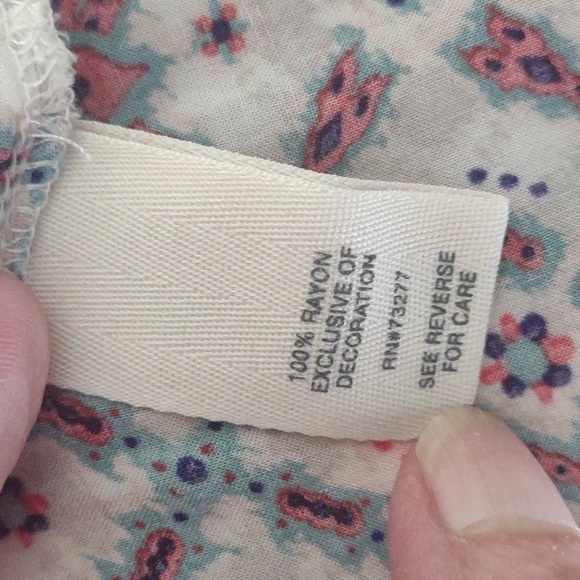 100% RAYON
EXCLUSIVE OF
DECORATION
RN#73277
SEE REVERSE
FOR CARE